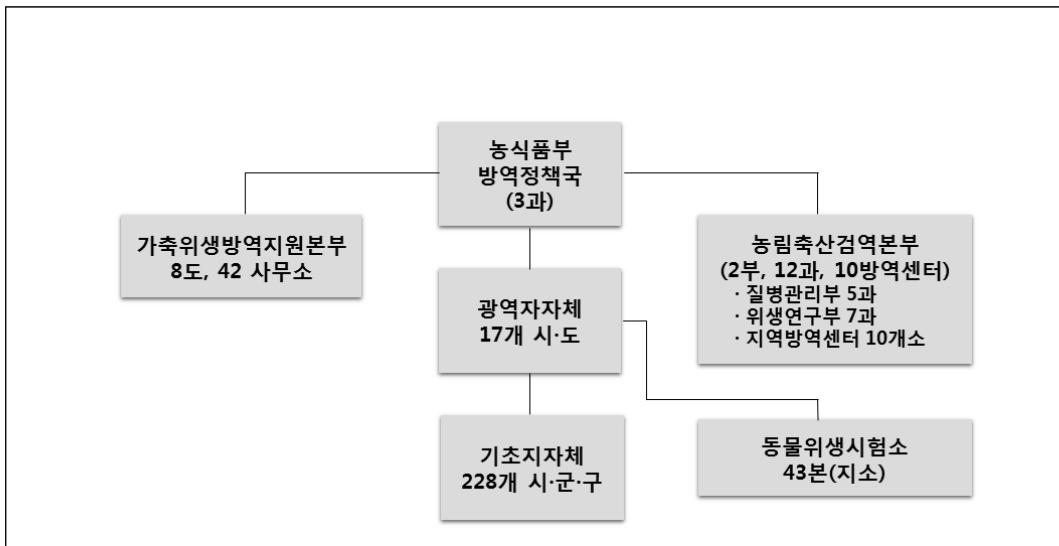 농식품부
방역정책국
(3과)
가축위생방역지원본부
8도, 42 사무소
농림축산검역본부
(2부, 12과, 10방역센터)
· 질병관리부 5과
· 위생연구부 7과
· 지역방역센터 10개소
광역자자체
17개 시·도
기초지자체
228개 시·군·구
동물위생시험소
43본(지소)